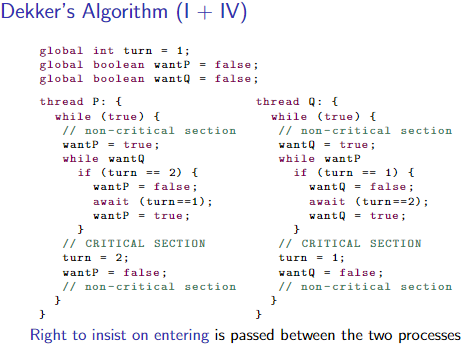 Dekker's Algorithm (I + IV)
global int turn = 1;
global boolean wantP = false;
global boolean wantQ = false;
thread P: {
while (true) {
// non-critical section
wantP = true;
while wantQ
if (turn == 2) {
wantP = false;
await (turn==1);
wantP = true;
}
// CRITICAL SECTION
turn = 2;
wantP = false;
// non-critical section
}
}
thread Q: {
while (true) {
// non-critical section
wantQ = true;
while wantP
if (turn == 1) {
wantQ = false;
await (turn==2);
wantQ = true;
}
// CRITICAL SECTION
turn = 1;
wantQ = false;
// non-critical section
}
}
Right to insist on entering is passed between the two processes